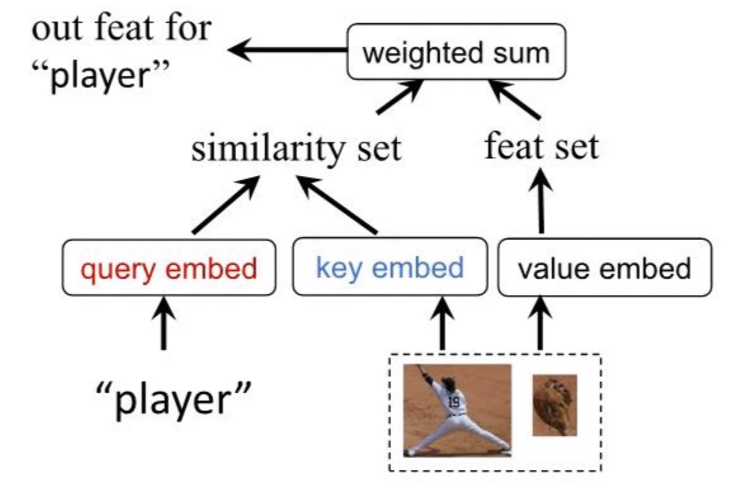 out feat for
“player”
weighted sum
similarity set
feat set
query embed
key embed
value embed
“player”
19